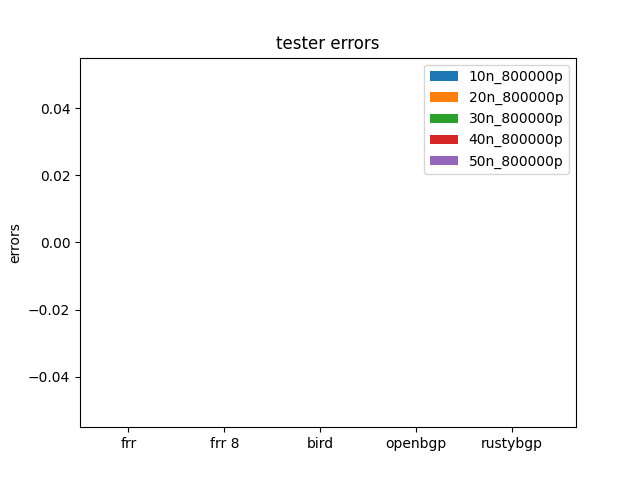 tester errors
10n_800000p
20n_800000p
30n_800000p
40n_800000p
50n_800000p
0.04
0.02
0.00
−0.02
−0.04
errors
frr
frr 8
bird
openbgp
rustybgp